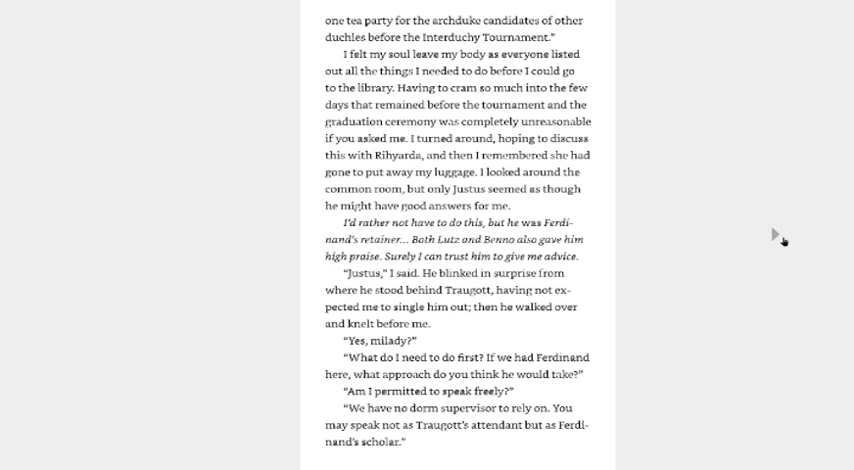 one tea party for the archduke candidates of other
duchies before the Interduchy Tournament.”
I felt my soul leave my body as everyone listed
out all the things I needed to do before I could go
to the library. Having to cram so much into the few
days that remained before the tournament and the
graduation ceremony was completely unreasonable
if you asked me. I turned around, hoping to discuss
this with Rihyarda, and then I remembered she had
gone to put away my luggage. I looked around the
common room, but only Justus seemed as though
he might have good answers for me.
I’d rather not have to do this, but he was Ferdi-
nand’s retainer... Both Lutz and Benno also gave him
high praise. Surely I can trust him to give me advice.
“Justus,” I said. He blinked in surprise from
where he stood behind Traugott, having not ex-
pected me to single him out; then he walked over
and knelt before me.
“Yes, milady?”
“What do I need to do first? If we had Ferdinand
here, what approach do you think he would take?”
“Am I permitted to speak freely?”
“We have no dorm supervisor to rely on. You
may speak not as Traugott’s attendant but as Ferdi-
nand’s scholar.”